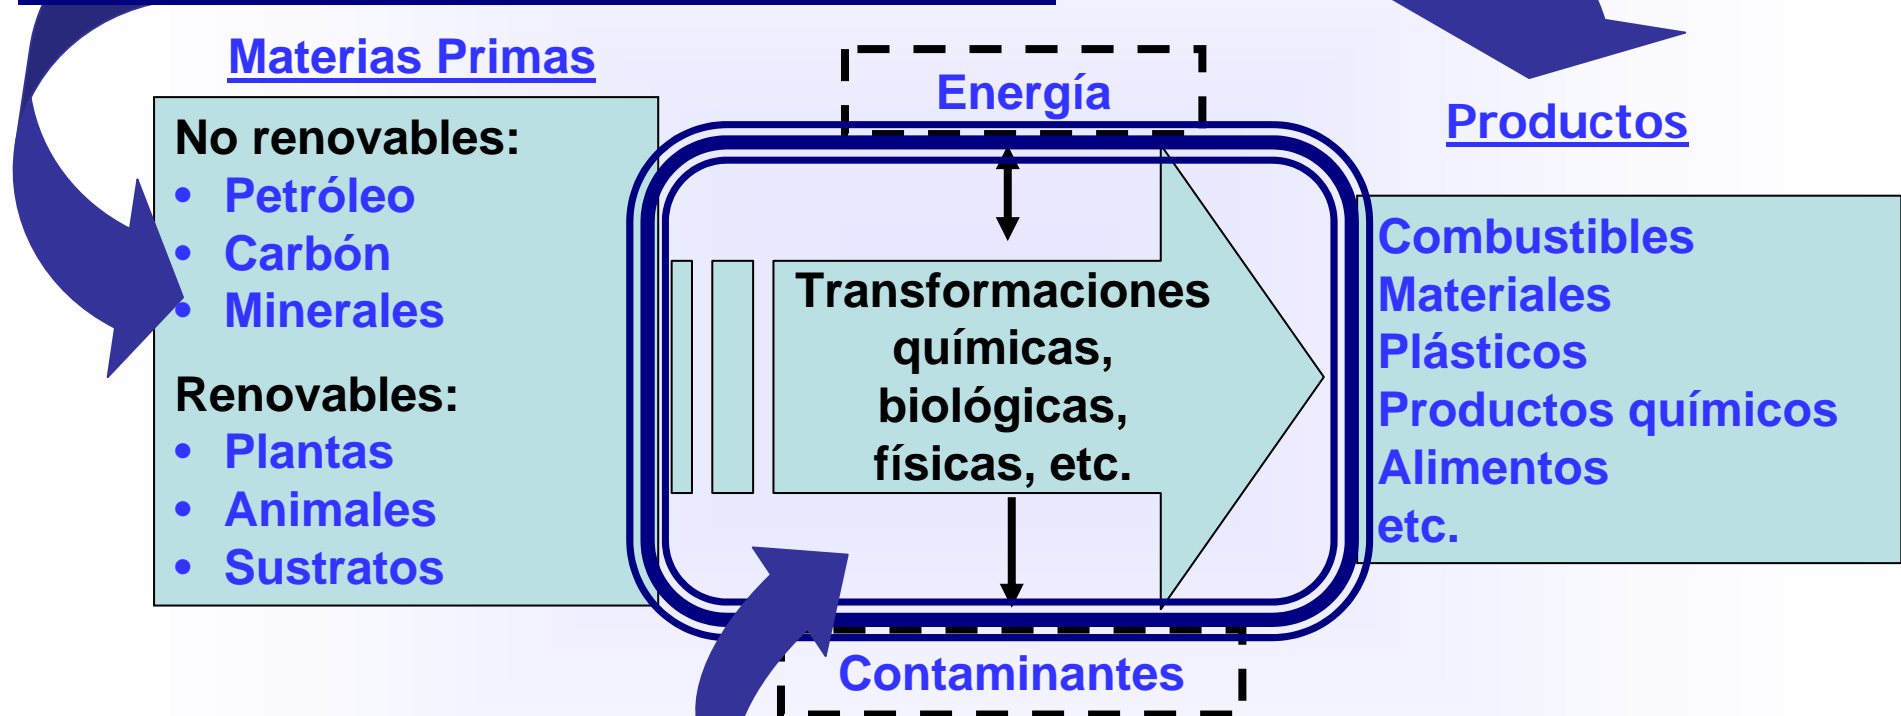 Materias Primas
No renovables:
• Petróleo
• Carbón
• Minerales
Renovables:
• Plantas
• Animales
• Sustratos
Energía
Transformaciones
químicas,
biológicas,
físicas, etc.
Contaminantes
Productos
Combustibles
Materiales
Plásticos
Productos químicos
Alimentos
etc.